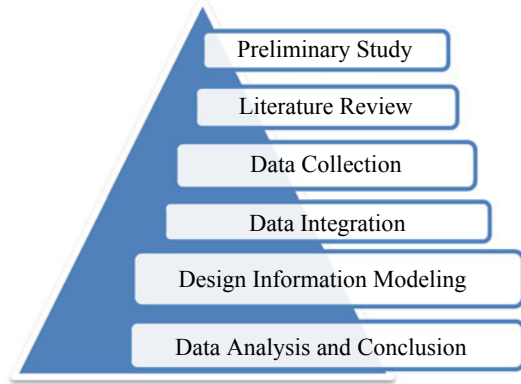 Preliminary Study
Literature Review
Data Collection
Data Integration
Design Information Modeling
Data Analysis and Conclusion